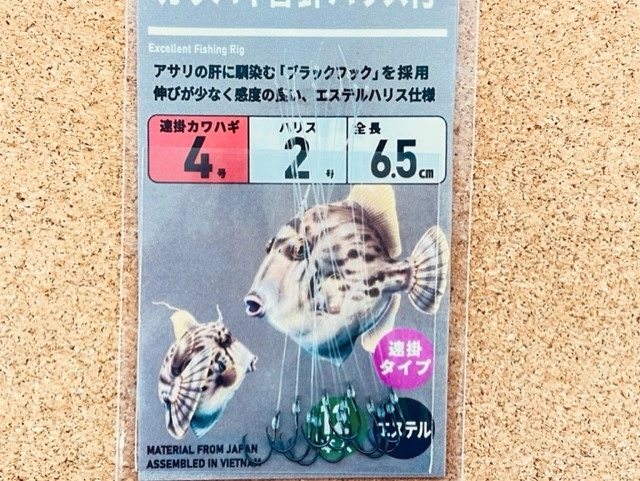 Excellent Fishing Rig
アサリの肝に馴染む「ブラックフック」を採用
伸びが少なく感度の良い、エステルハリス仕様
速掛カワハギ ハリス 全長
4号 2号 6.5cm
速掛
タイプ
エステル
MATERIAL FROM JAPAN
ASSEMBLED IN VIETNAM